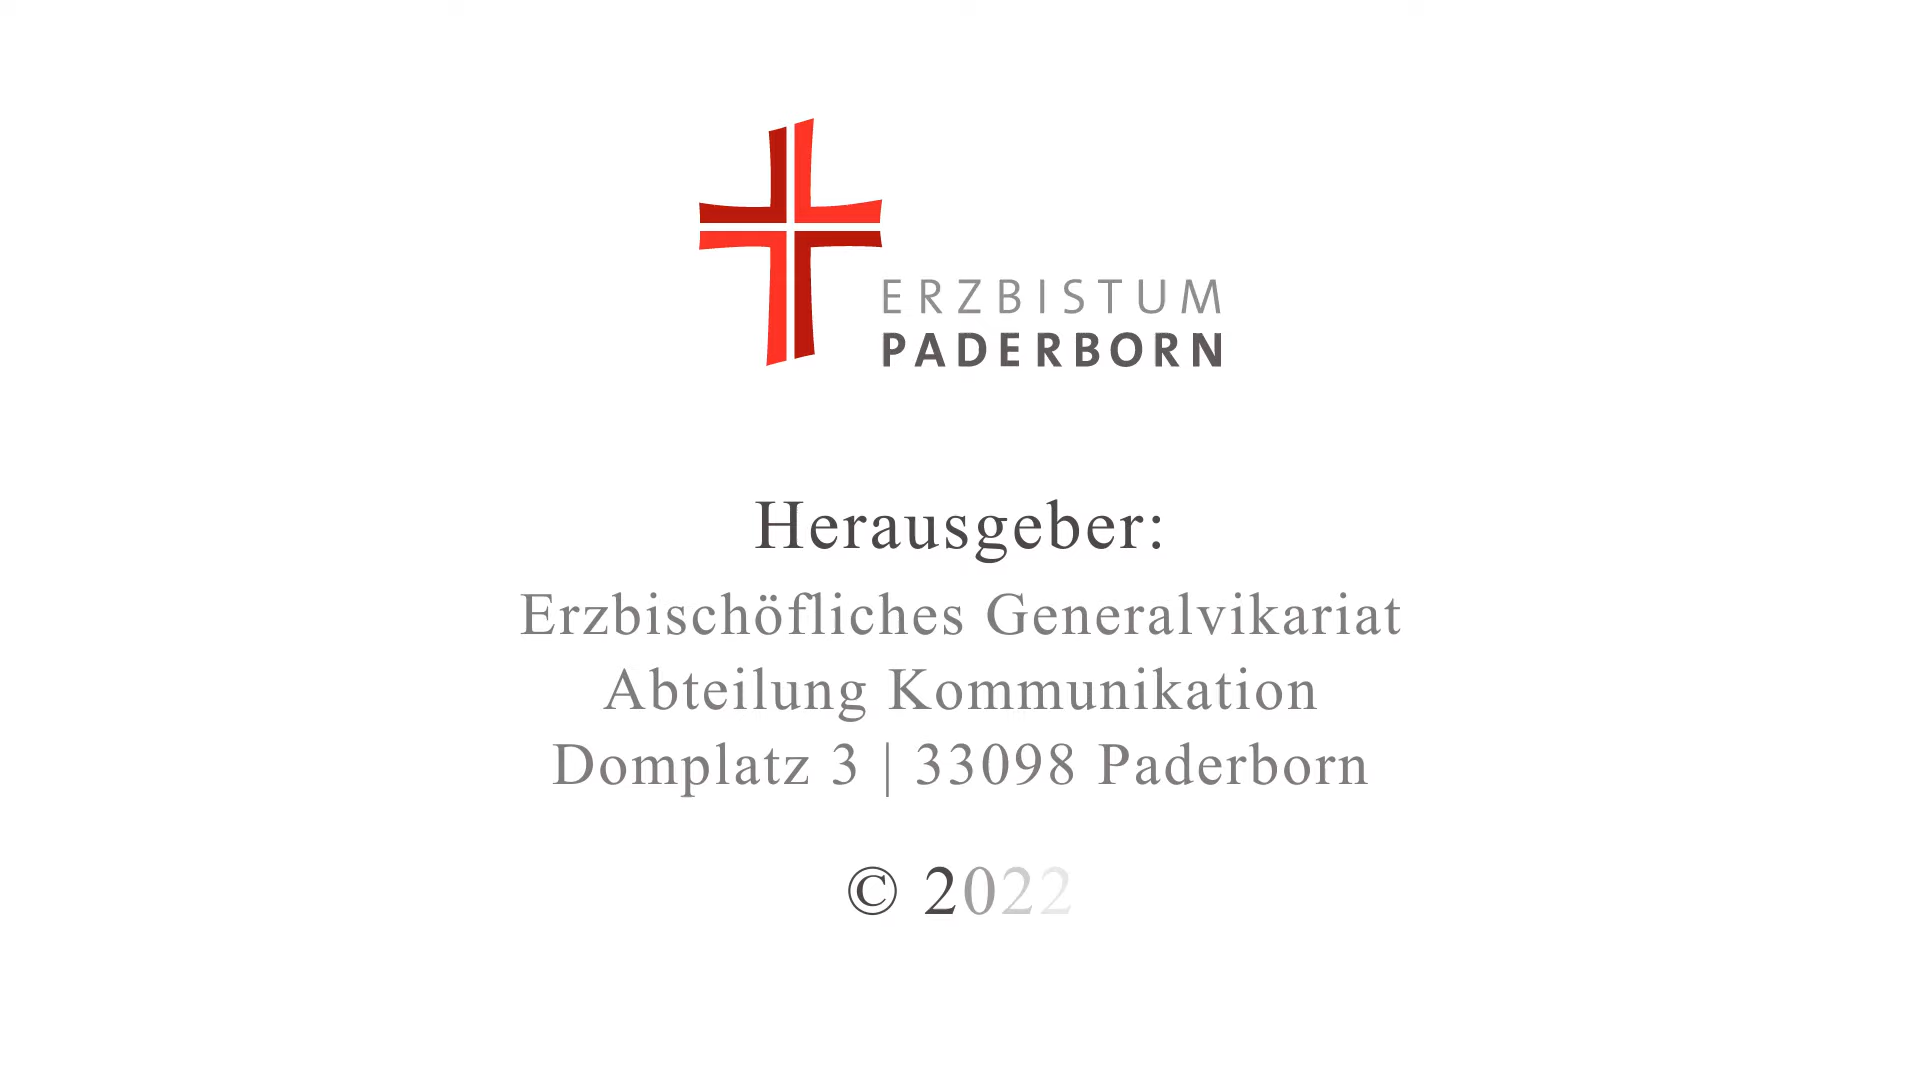 ERZBISTUM
PADERBORN
Herausgeber:
Erzbischöfliches Generalvikariat
Abteilung Kommunikation
Domplatz 3 | 33098 Paderborn
© 2022